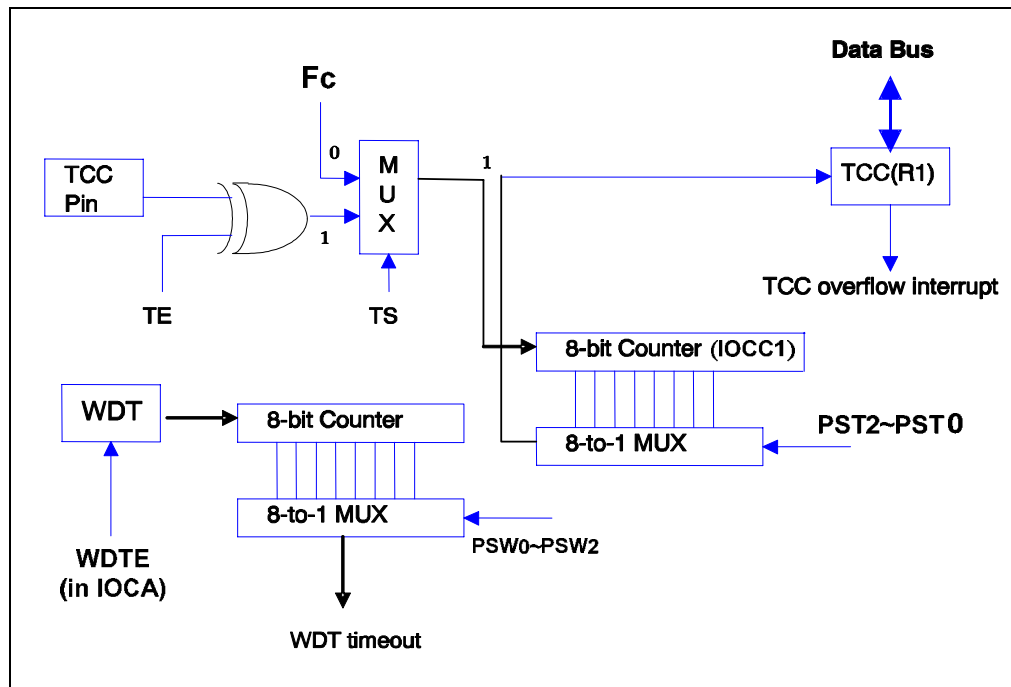 Data Bus
Fc
0
1
TCC
Pin
M
U
X
TCC(R1)
1
TE
TS
TCC overflow interrupt
8-bit Counter (IOCC1)
WDT
8-bit Counter
PST2~PST0
8-to-1 MUX
8-to-1 MUX
PSW0~PSW2
WDTE
(in IOCA)
WDT timeout